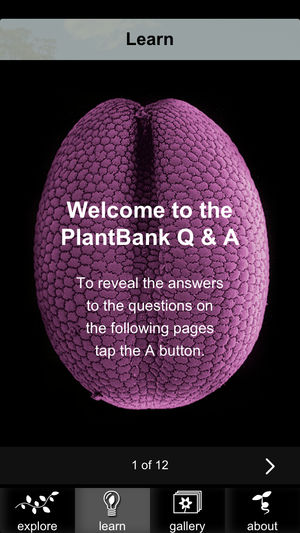 Learn
Welcome to the
PlantBank Q & A
To reveal the answers
to the questions on
the following pages
tap the A button.
1 of 12
explore learn gallery about